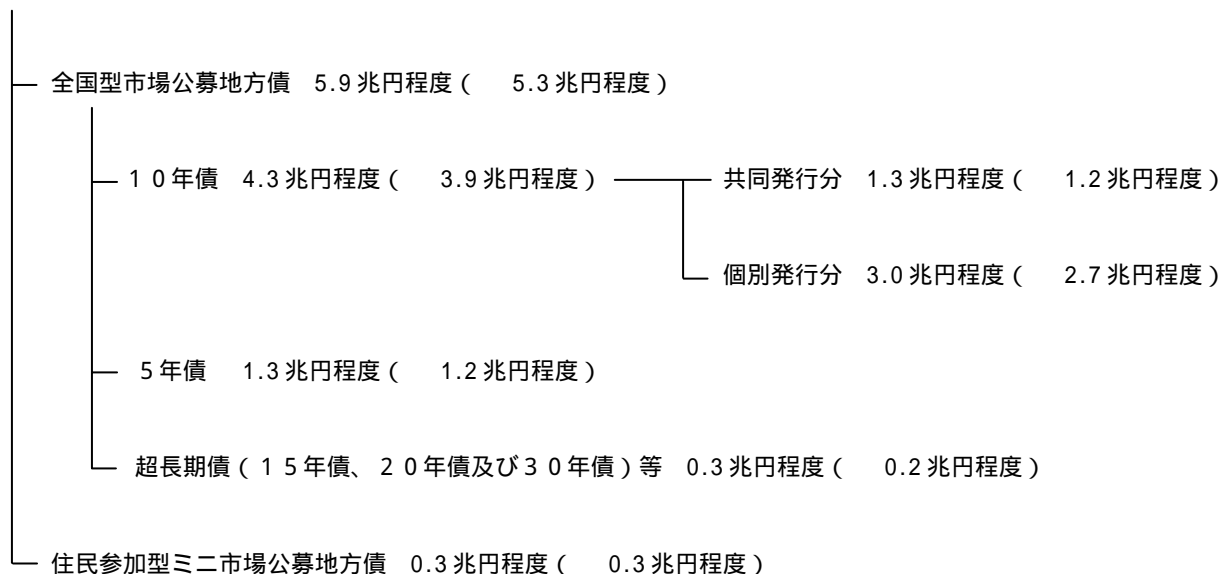 全国型市場公募地方債 5.9兆円程度( 5.3兆円程度)
10年債 4.3兆円程度( 3.9兆円程度) 共同発行分 1.3兆円程度( 1.2兆円程度)
個別発行分 3.0兆円程度( 2.7兆円程度)
5年債 1.3兆円程度( 1.2兆円程度)
超長期債(15年債、20年債及び30年債)等 0.3兆円程度( 0.2兆円程度)
住民参加型ミニ市場公募地方債 0.3兆円程度( 0.3兆円程度)